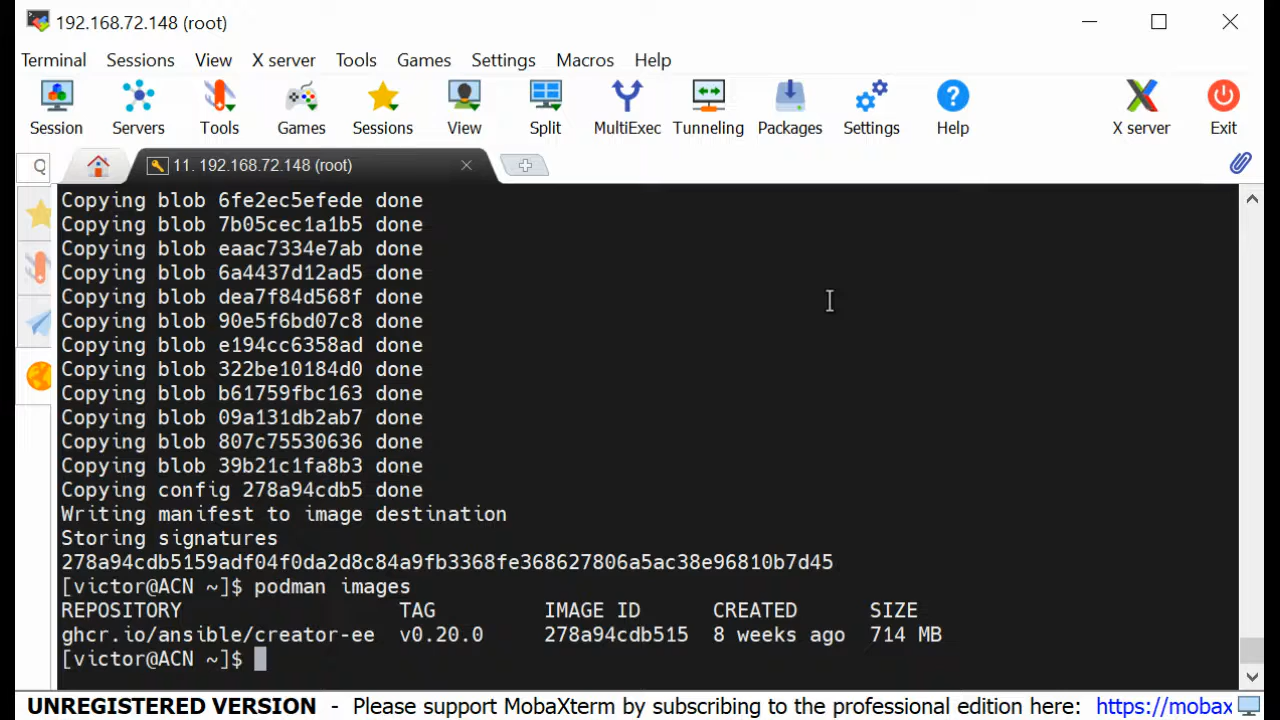 192.168.72.148 (root)
Terminal Sessions View X server Tools Games Settings Macros Help
Session Servers Tools Games Sessions View Split MultiExec Tunneling Packages Settings Help X server Exit
Q 11. 192.168.72.148 (root)
Copying blob 6fe2ec5efede done
Copying blob 7b05cec1a1b5 done
Copying blob eaac7334e7ab done
Copying blob 6a4437d12ad5 done
Copying blob dea7f84d568f done
Copying blob 90e5f6bd07c8 done
Copying blob e194cc6358ad done
Copying blob 322be10184d0 done
Copying blob b61759fbc163 done
Copying blob 09a131db2ab7 done
Copying blob 807c75530636 done
Copying blob 39b21c1fa8b3 done
Copying config 278a94cdb5 done
Writing manifest to image destination
Storing signatures
278a94cdb5159adf04f0da2d8c84a9fb3368fe368627806a5ac38e96810b7d45
[victor@ACN ~]$ podman images
REPOSITORY TAG IMAGE ID CREATED SIZE
ghcr.io/ansible/creator-ee v0.20.0 278a94cdb515 8 weeks ago 714 MB
[victor@ACN ~]$
UNREGISTERED VERSION - Please support MobaXterm by subscribing to the professional edition here: https://mobax